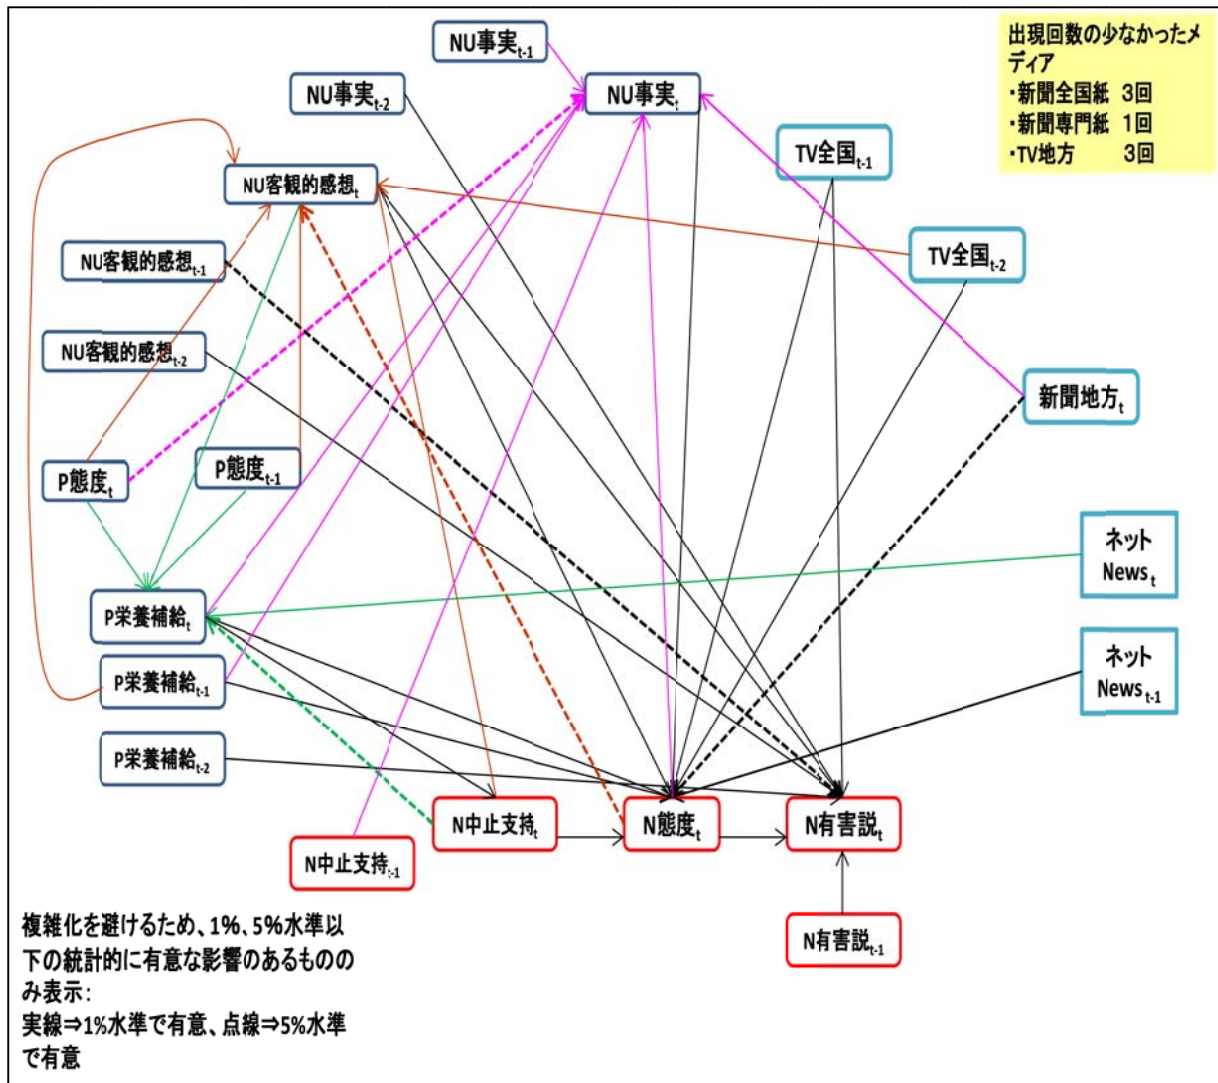 NU事実t-1
出現回数の少なかったメ
ディア
・新聞全国紙 3回
・新聞専門紙 1回
・TV地方 3回
NU事実t-2
NU事実t
TV全国t-1
NU客観的感想t
TV全国t-2
NU客観的感想t-1
NU客観的感想t-2
新聞地方t
P態度t
P態度t-1
ネット
Newst
P栄養補給t
ネット
Newst-1
P栄養補給t-1
P栄養補給t-2
N中止支持t
N態度t
N有害説t
N中止支持t-1
N有害説t-1
複雑化を避けるため、1%、5%水準以
下の統計的に有意な影響のあるものの
み表示：
実線⇒1%水準で有意、点線⇒5%水準
で有意